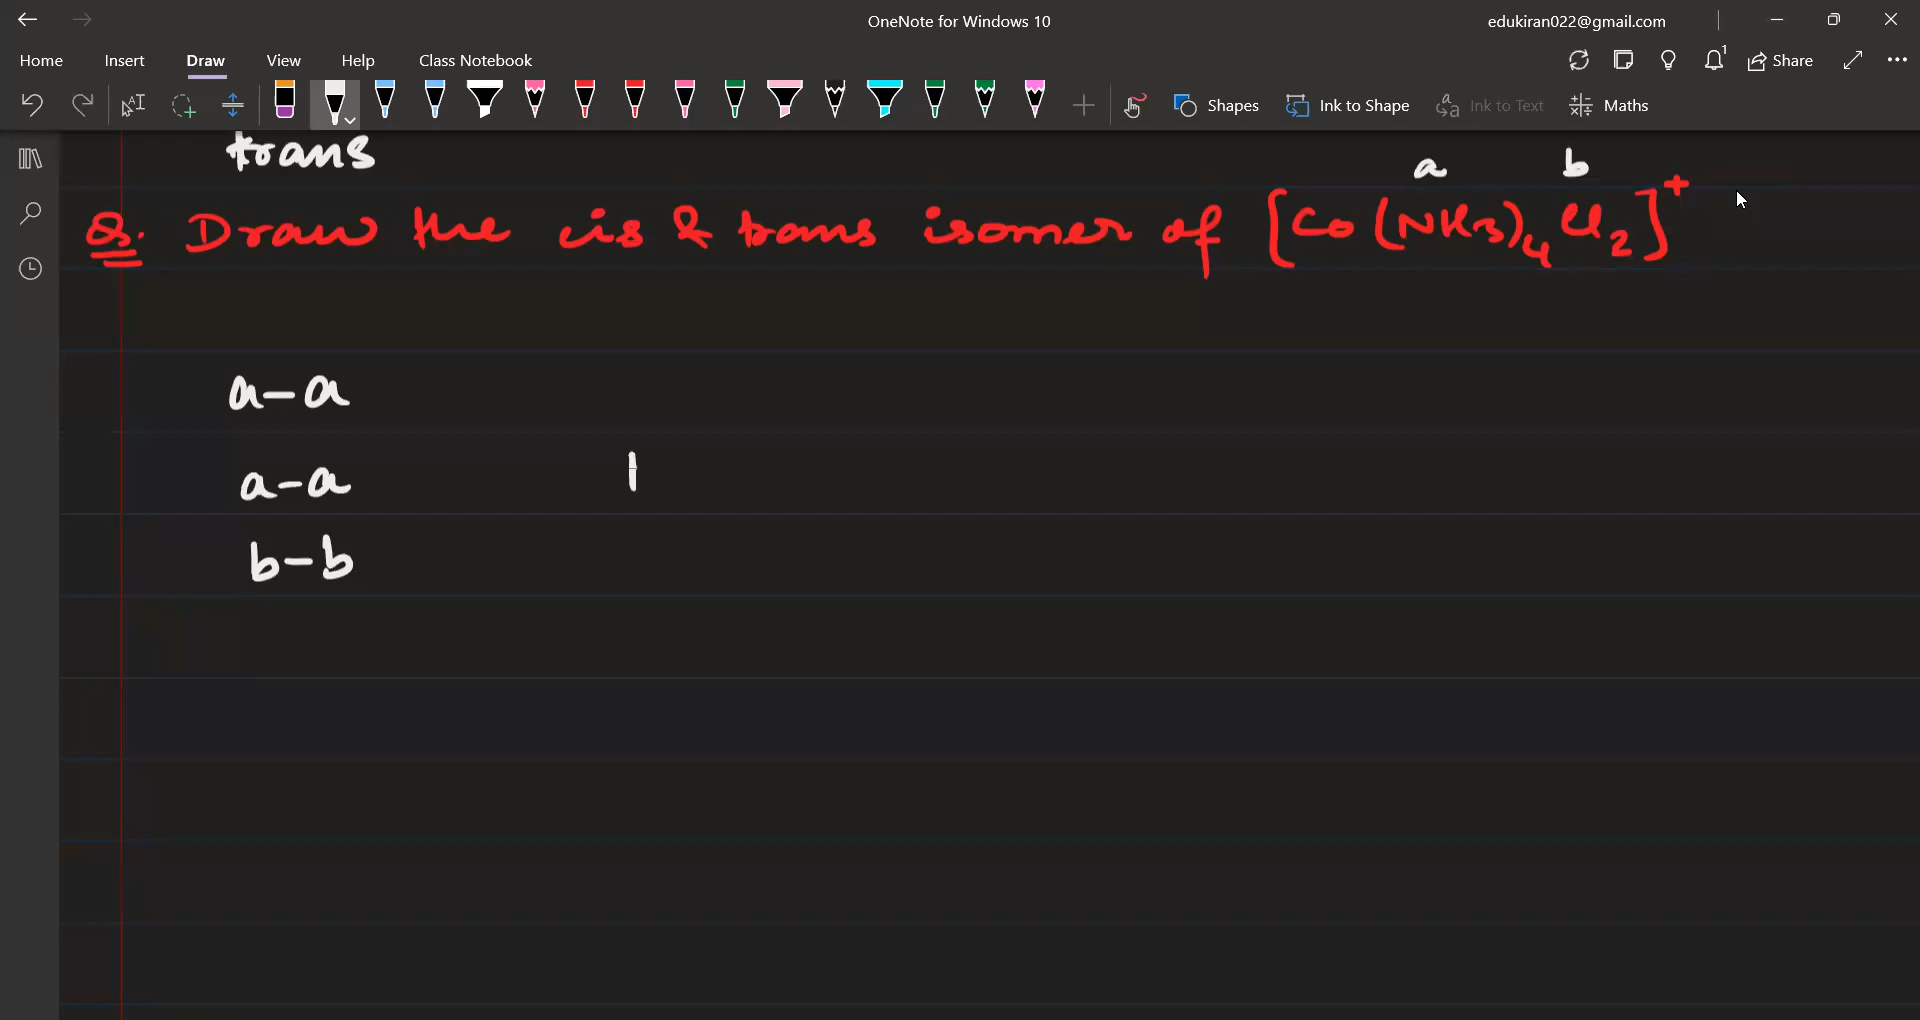 OneNote for Windows 10
edukiran022@gmail.com
Home Insert Draw View Help Class Notebook
1
Share
Shapes Ink to Shape Ink to Text Maths
trans
a b
Q. Draw the cis & trans isomer of [Co(NH3)4Cl2]+
a-a
a-a
b-b